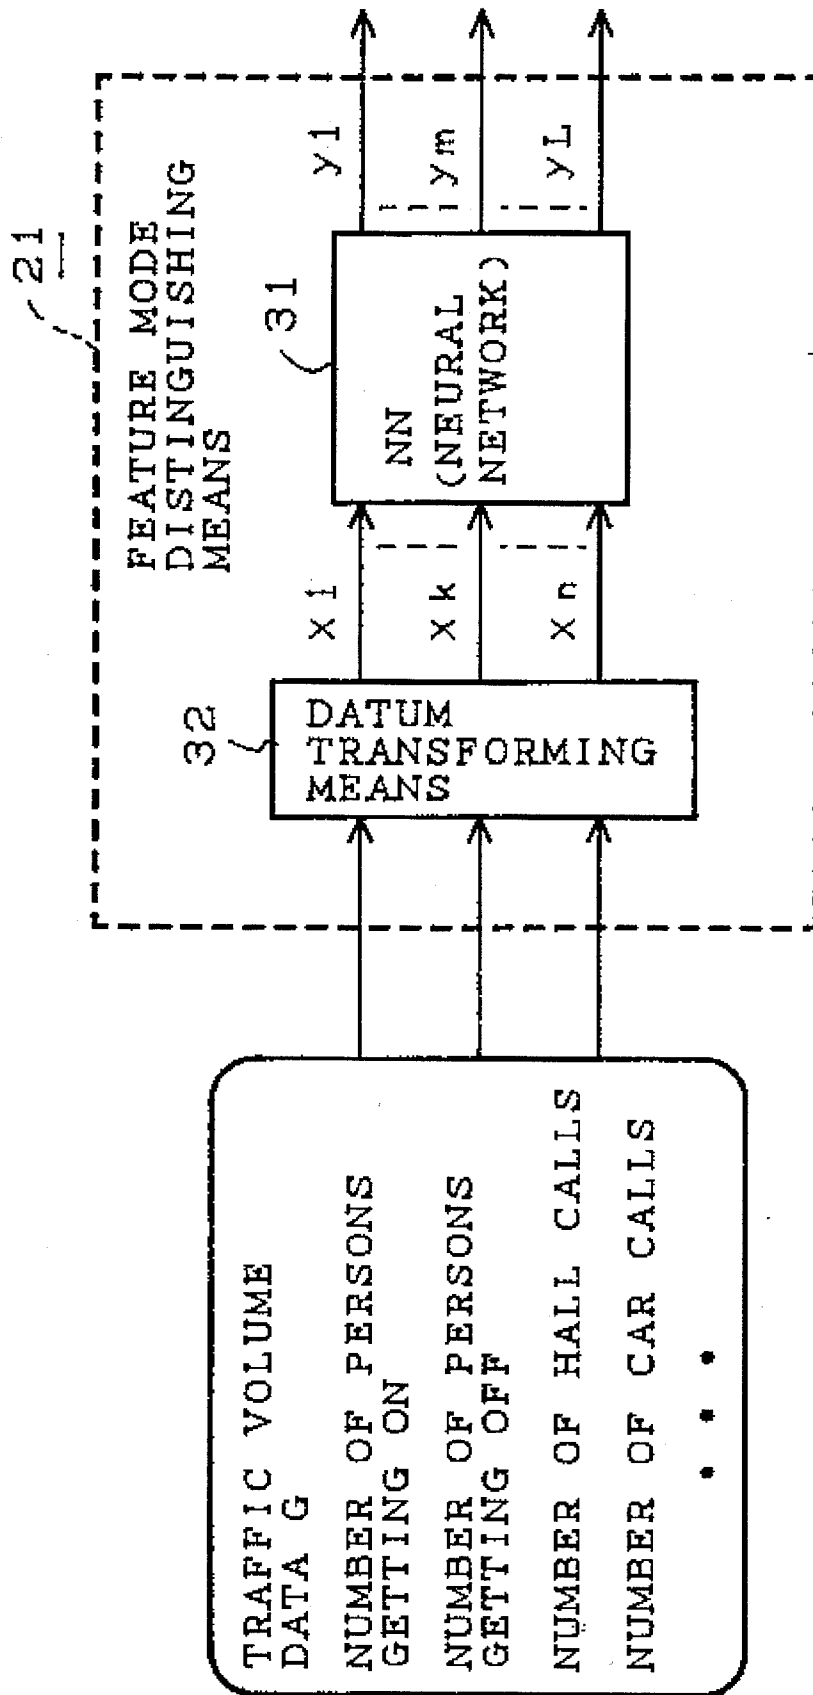 21
FEATURE MODE
DISTINGUISHING
MEANS
TRAFFIC VOLUME
DATA G
NUMBER OF PERSONS
GETTING ON
NUMBER OF PERSONS
GETTING OFF
NUMBER OF HALL CALLS
NUMBER OF CAR CALLS
• • •
32
DATUM
TRANSFORMING
MEANS
x1
xk
xn
31
NN
(NEURAL
NETWORK)
y1
ym
yL